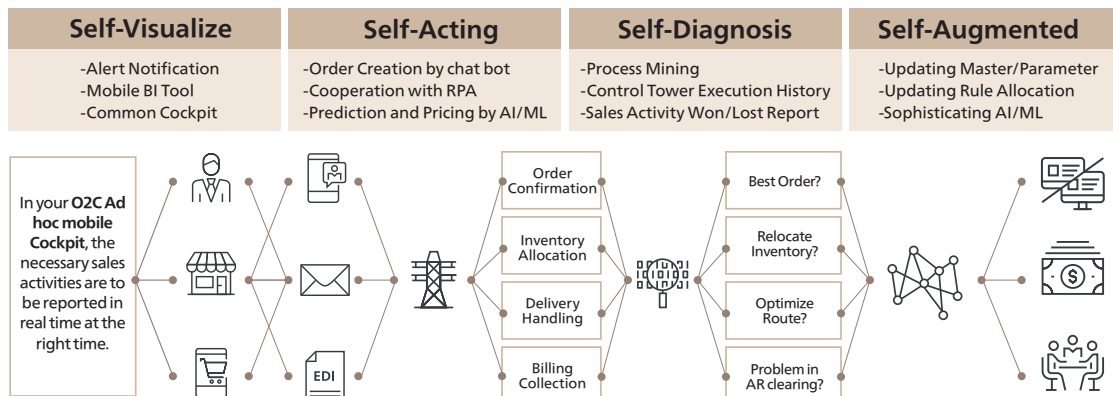 Self-Visualize
-Alert Notification
-Mobile BI Tool
-Common Cockpit
Self-Acting
-Order Creation by chat bot
-Cooperation with RPA
-Prediction and Pricing by AI/ML
Self-Diagnosis
-Process Mining
-Control Tower Execution History
-Sales Activity Won/Lost Report
Self-Augmented
-Updating Master/Parameter
-Updating Rule Allocation
-Sophisticating AI/ML
In your O2C Ad
hoc mobile
Cockpit, the
necessary sales
activities are to
be reported in
real time at the
right time.
EDI
Order
Confirmation
Inventory
Allocation
Delivery
Handling
Billing
Collection
Best Order?
Relocate
Inventory?
Optimize
Route?
Problem in
AR clearing?
$